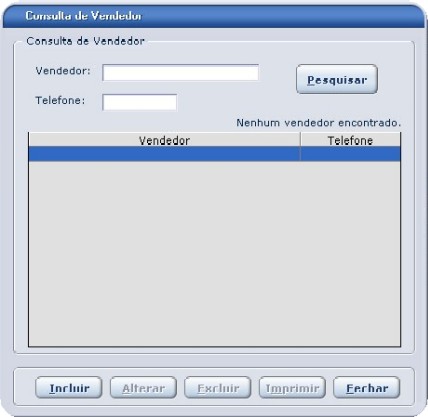 Consulta de Vendedor
Consulta de Vendedor
Vendedor:
Pesquisar
Telefone:
Nenhum vendedor encontrado.
Vendedor Telefone
Incluir Alterar Excluir Imprimir Fechar